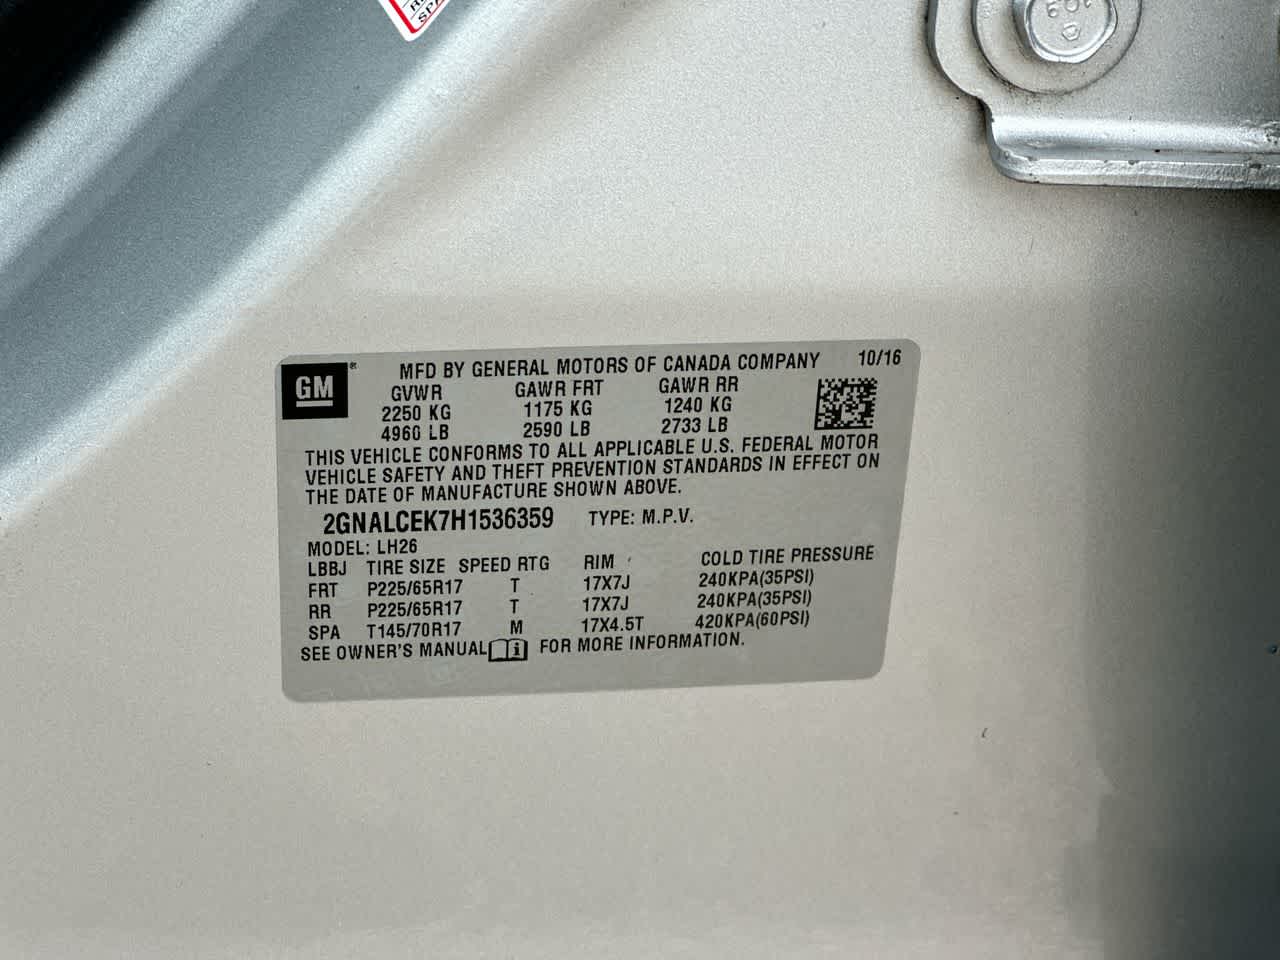 GM
MFD BY GENERAL MOTORS OF CANADA COMPANY 10/16
GVWR GAWR FRT GAWR RR
2250 KG 1175 KG 1240 KG
4960 LB 2590 LB 2733 LB
THIS VEHICLE CONFORMS TO ALL APPLICABLE U.S. FEDERAL MOTOR
VEHICLE SAFETY AND THEFT PREVENTION STANDARDS IN EFFECT ON
THE DATE OF MANUFACTURE SHOWN ABOVE.
2GNALCEK7H1536359 TYPE: M.P.V.
MODEL: LH26
LBBJ TIRE SIZE SPEED RTG RIM COLD TIRE PRESSURE
FRT P225/65R17 T 17X7J 240KPA(35PSI)
RR P225/65R17 T 17X7J 240KPA(35PSI)
SPA T145/70R17 M 17X4.5T 420KPA(60PSI)
SEE OWNER'S MANUAL FOR MORE INFORMATION.